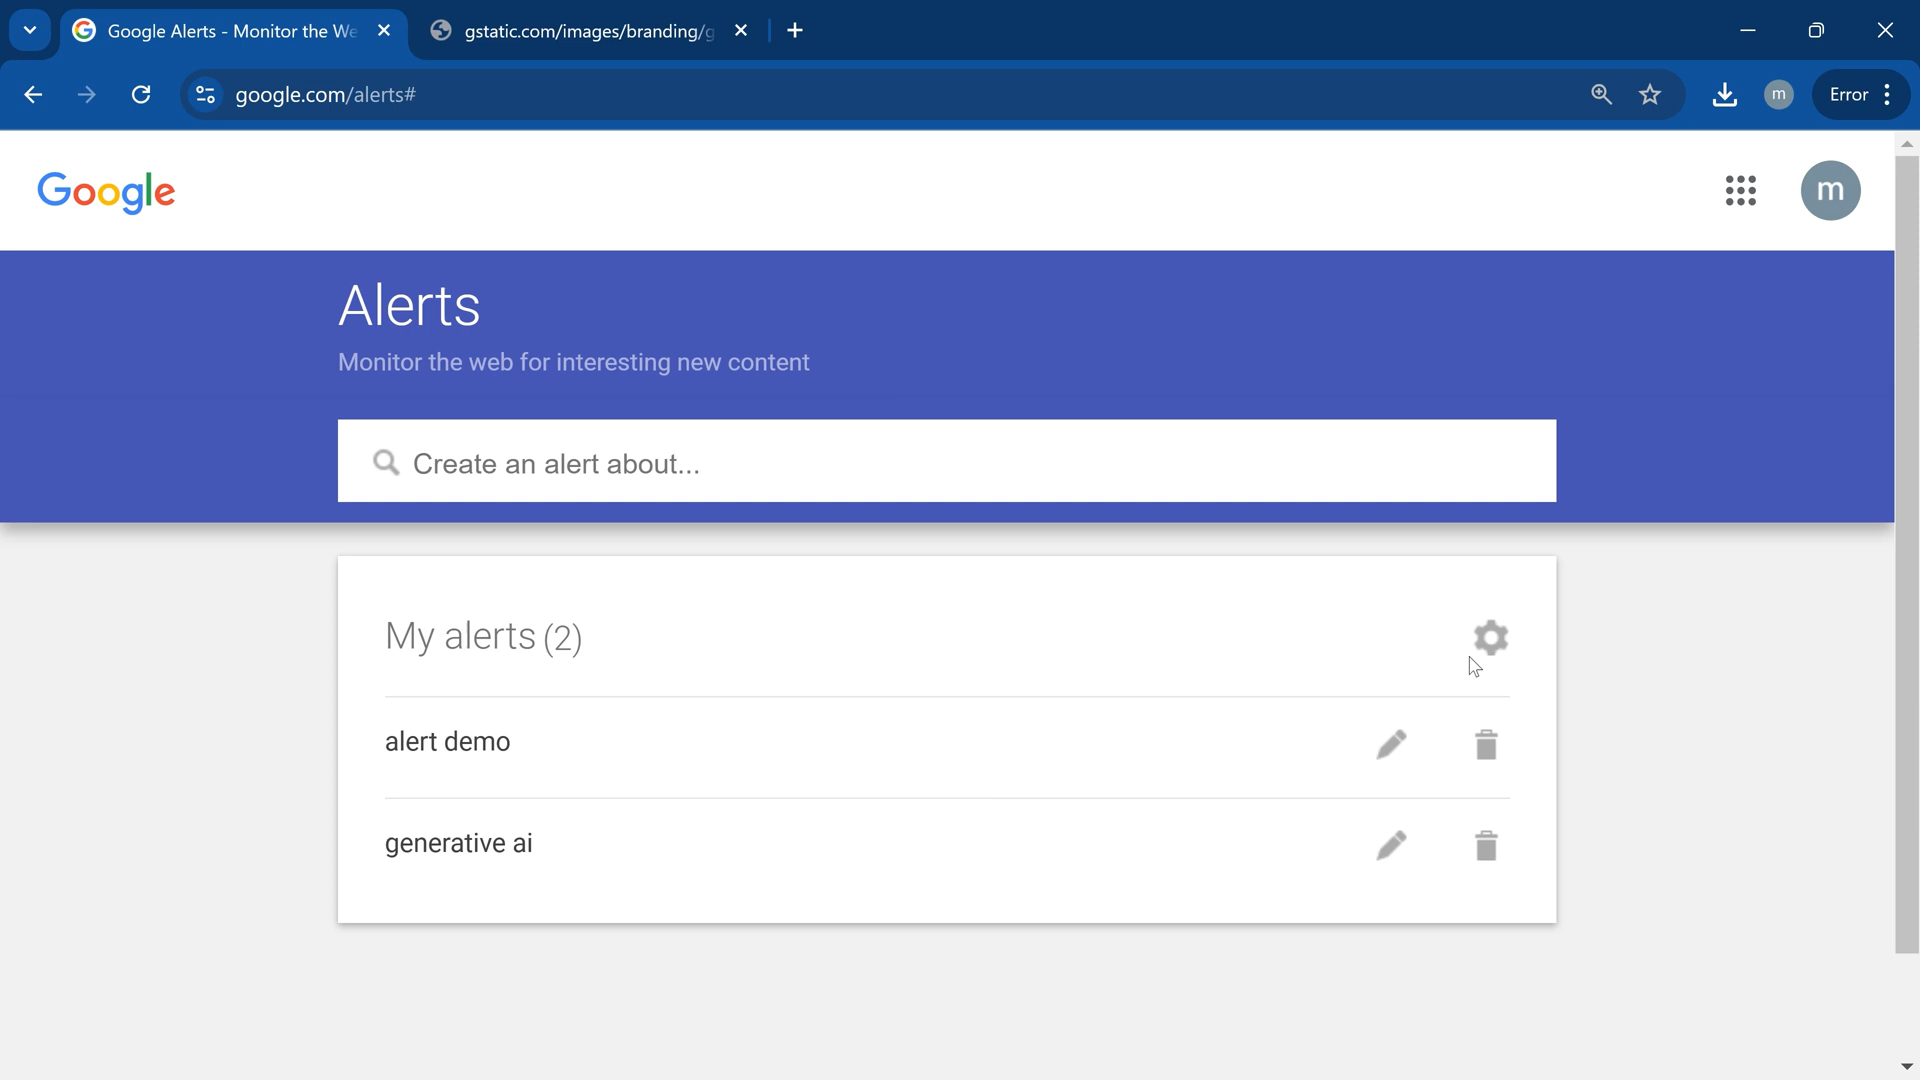 Google Alerts - Monitor the We
gstatic.com/images/branding/g
google.com/alerts#
m
Error
Google
m
Alerts
Monitor the web for interesting new content
Create an alert about...
My alerts (2)
alert demo
generative ai